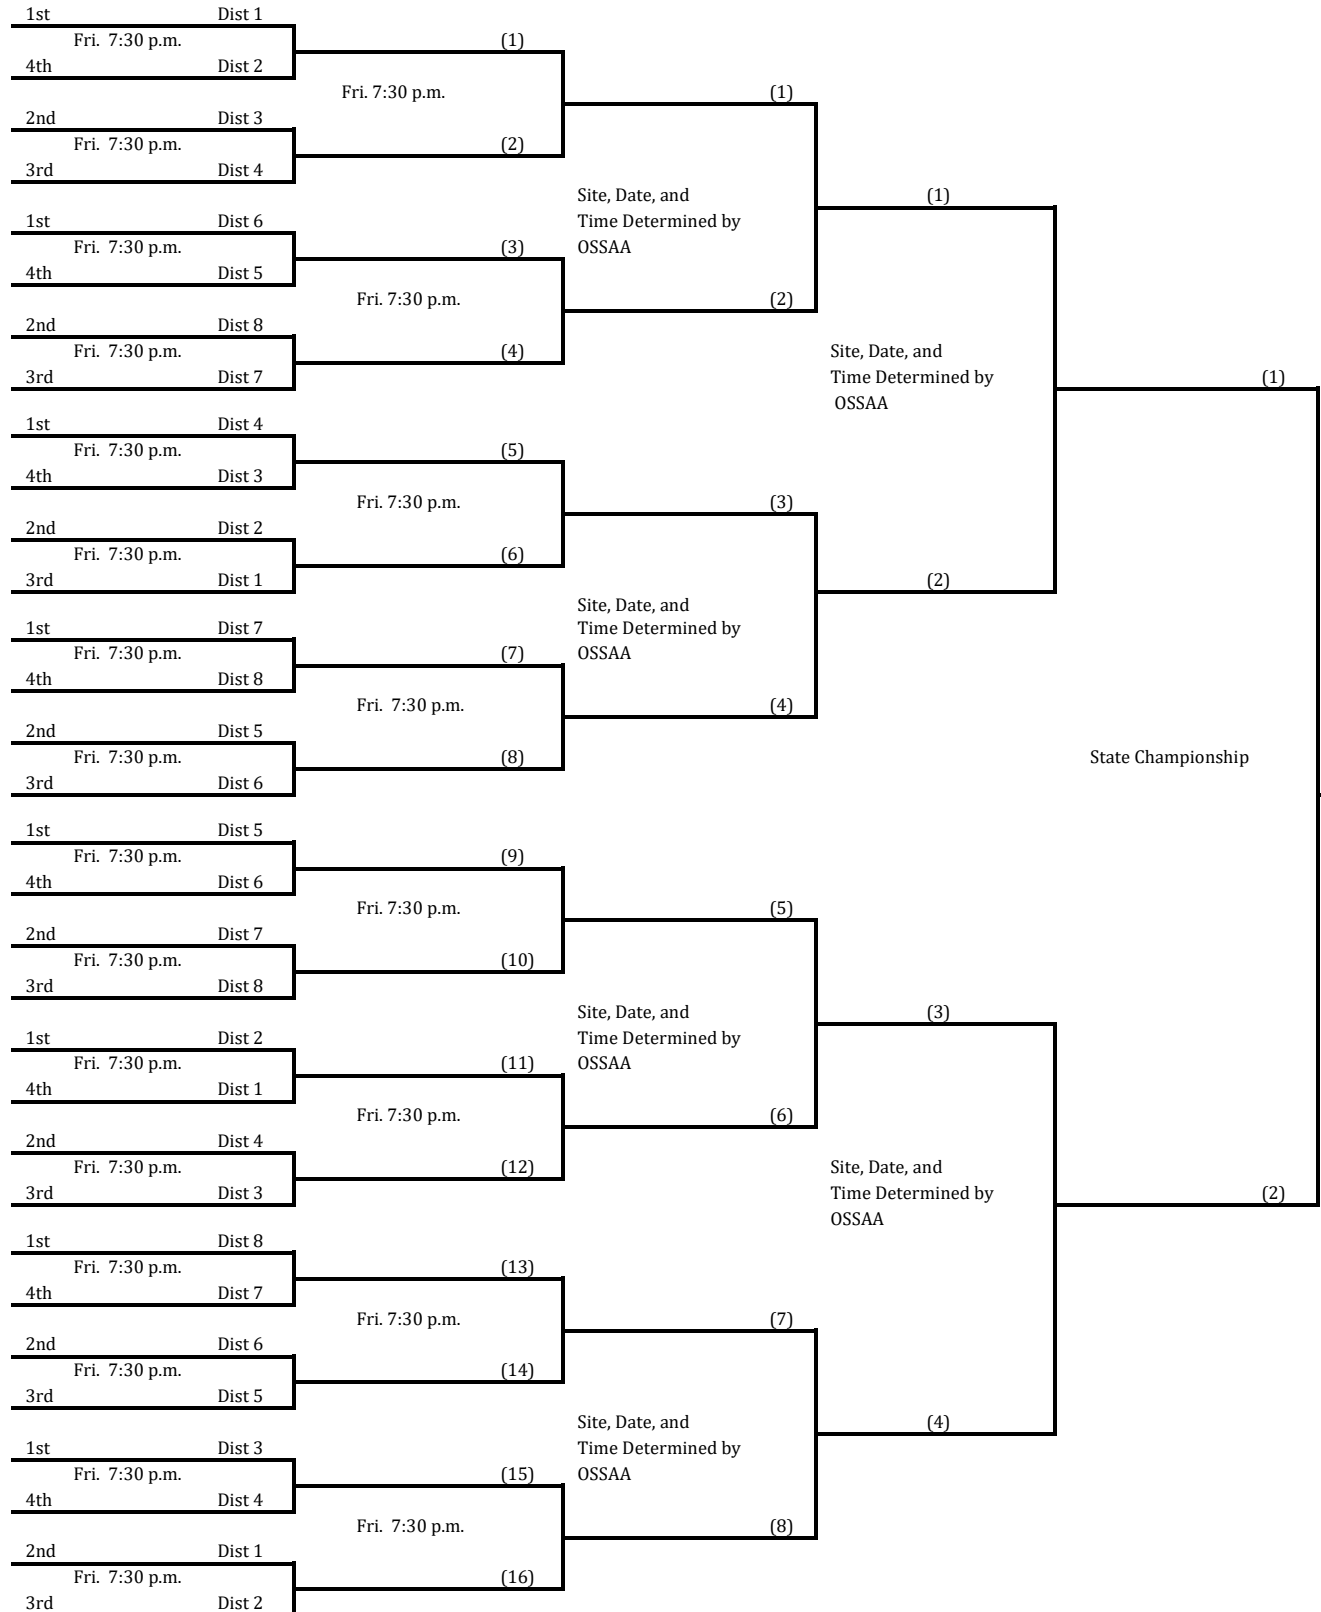 1st Dist 1
Fri. 7:30 p.m. (1)
4th Dist 2
Fri. 7:30 p.m. (1)
2nd Dist 3
Fri. 7:30 p.m. (2)
3rd Dist 4
Site, Date, and (1)
1st Dist 6 Time Determined by
Fri. 7:30 p.m. (3) OSSAA
4th Dist 5
Fri. 7:30 p.m. (2)
2nd Dist 8
Fri. 7:30 p.m. (4) Site, Date, and
3rd Dist 7 Time Determined by (1)
OSSAA
1st Dist 4
Fri. 7:30 p.m. (5)
4th Dist 3
Fri. 7:30 p.m. (3)
2nd Dist 2
Fri. 7:30 p.m. (6)
3rd Dist 1 (2)
Site, Date, and
1st Dist 7 Time Determined by
Fri. 7:30 p.m. (7) OSSAA
4th Dist 8
Fri. 7:30 p.m. (4)
2nd Dist 5
Fri. 7:30 p.m. (8) State Championship
3rd Dist 6
1st Dist 5
Fri. 7:30 p.m. (9)
4th Dist 6
Fri. 7:30 p.m. (5)
2nd Dist 7
Fri. 7:30 p.m. (10)
3rd Dist 8
Site, Date, and (3)
1st Dist 2 Time Determined by
Fri. 7:30 p.m. (11) OSSAA
4th Dist 1
Fri. 7:30 p.m. (6)
2nd Dist 4
Fri. 7:30 p.m. (12) Site, Date, and
3rd Dist 3 Time Determined by (2)
OSSAA
1st Dist 8
Fri. 7:30 p.m. (13)
4th Dist 7
Fri. 7:30 p.m. (7)
2nd Dist 6
Fri. 7:30 p.m. (14)
3rd Dist 5
Site, Date, and (4)
1st Dist 3 Time Determined by
Fri. 7:30 p.m. (15) OSSAA
4th Dist 4
Fri. 7:30 p.m. (8)
2nd Dist 1
Fri. 7:30 p.m. (16)
3rd Dist 2